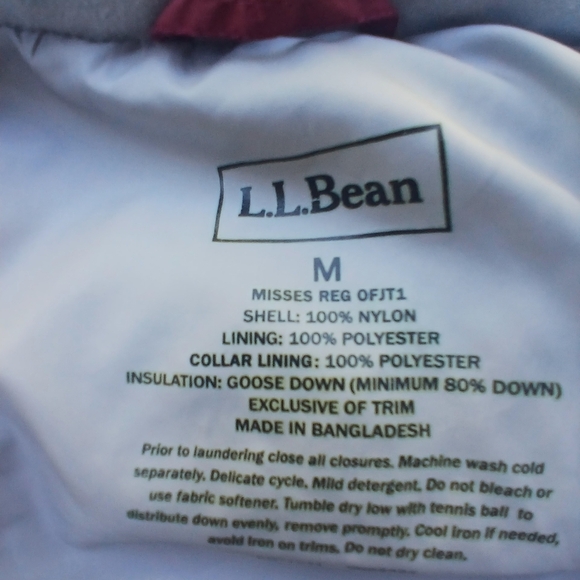 L.L.Bean
M
MISSES REG 0FJT1
SHELL: 100% NYLON
LINING: 100% POLYESTER
COLLAR LINING: 100% POLYESTER
INSULATION: GOOSE DOWN (MINIMUM 80% DOWN)
EXCLUSIVE OF TRIM
MADE IN BANGLADESH
Prior to laundering close all closures. Machine wash cold
separately. Delicate cycle. Mild detergent. Do not bleach or
use fabric softener. Tumble dry low with tennis ball to
distribute down evenly, remove promptly. Cool iron if needed,
avoid iron on trims. Do not dry clean.